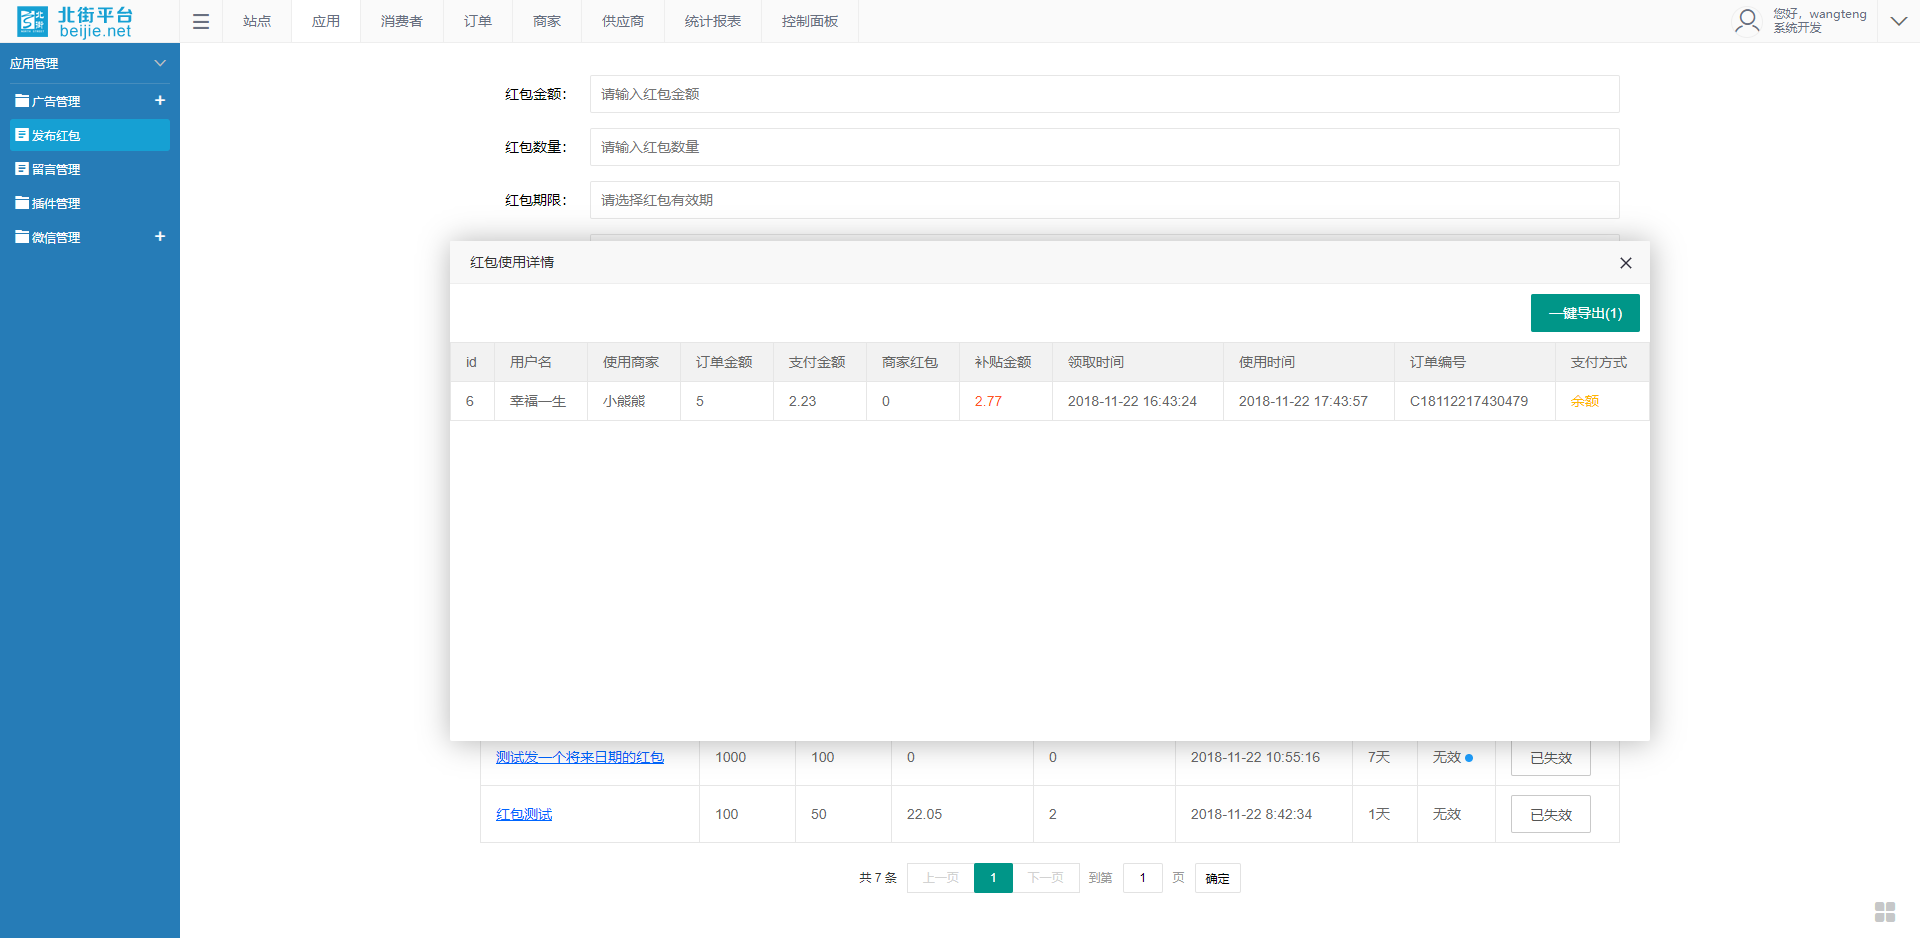 北街平台
beijie.net
站点 应用 消费者 订单 商家 供应商 统计报表 控制面板
您好，wangteng
系统开发
应用管理
广告管理 +
发布红包
留言管理
插件管理
微信管理 +
红包金额： 请输入红包金额
红包数量： 请输入红包数量
红包期限： 请选择红包有效期
红包使用详情
一键导出(1)
id 用户名 使用商家 订单金额 支付金额 商家红包 补贴金额 领取时间 使用时间 订单编号 支付方式
6 幸福一生 小熊熊 5 2.23 0 2.77 2018-11-22 16:43:24 2018-11-22 17:43:57 C18112217430479 余额
测试发一个将来日期的红包 1000 100 0 0 2018-11-22 10:55:16 7天 无效 已失效
红包测试 100 50 22.05 2 2018-11-22 8:42:34 1天 无效 已失效
共 7 条 上一页 1 下一页 到第 1 页 确定